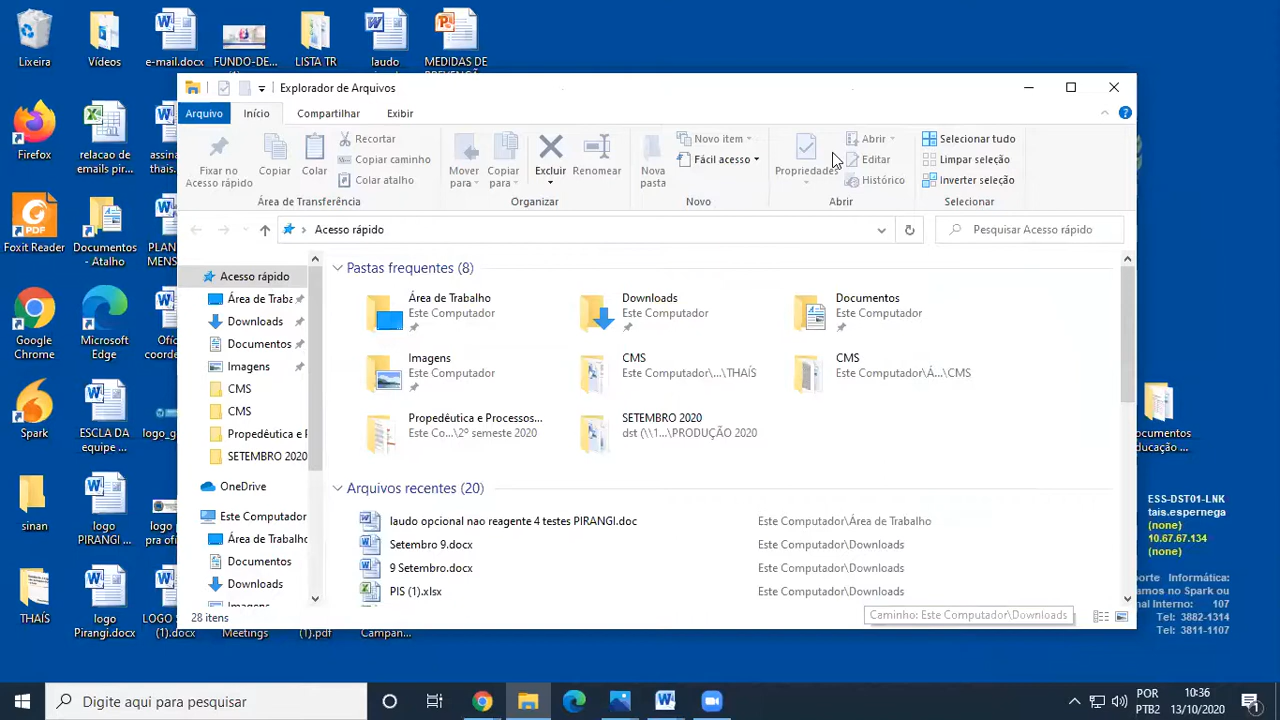 Lixeira
Vídeos
e-mail.docx
FUNDO-DE...
LISTA TR
laudo
MEDIDAS DE
Explorador de Arquivos
Arquivo
Início
Compartilhar
Exibir
Fixar no
Acesso rápido
Copiar
Colar
Recortar
Copiar caminho
Colar atalho
Área de Transferência
Mover
para
Copiar
para
Excluir
Renomear
Organizar
Nova
pasta
Novo item
Fácil acesso
Novo
Propriedades
Abrir
Editar
Histórico
Abrir
Selecionar tudo
Limpar seleção
Inverter seleção
Selecionar
Firefox
relacao de
emails pir...
assina
thais.
Foxit Reader
Documentos
- Atalho
PLAN
MENS
Google
Chrome
Microsoft
Edge
Ofíc
coorde
Spark
ESCLA DA
equipe ...
logo_g
sinan
logo
PIRANGI ...
logo
pra ofi
THAÍS
logo
Pirangi.docx
LOGO S
(1).docx
Meetings
(1).pdf
Campan...
Acesso rápido
Pesquisar Acesso rápido
Acesso rápido
Área de Traba
Downloads
Documentos
Imagens
CMS
CMS
Propedêutica e F
SETEMBRO 2020
OneDrive
Este Computador
Área de Trabalho
Documentos
Downloads
Imagens
Pastas frequentes (8)
Área de Trabalho
Este Computador
Downloads
Este Computador
Documentos
Este Computador
Imagens
Este Computador
CMS
Este Computador\...\THAÍS
CMS
Este Computador\Á...\CMS
Propedêutica e Processos...
Este Co...\2º semestre 2020
SETEMBRO 2020
dst (\\1...\PRODUÇÃO 2020
Arquivos recentes (20)
laudo opcional nao reagente 4 testes PIRANGI.doc
Este Computador\Área de Trabalho
Setembro 9.docx
Este Computador\Downloads
9 Setembro.docx
Este Computador\Downloads
PIS (1).xlsx
Este Computador\Downloads
Caminho: Este Computador\Downloads
28 itens
ocumentos
ducação ...
ESS-DST01-LNK
tais.espernega
(none)
10.67.67.134
(none)
orte Informática:
amos no Spark ou
nal Interno: 107
Tel: 3882-1314
Tel: 3811-1107
Digite aqui para pesquisar
POR
PTB2
10:36
13/10/2020
1